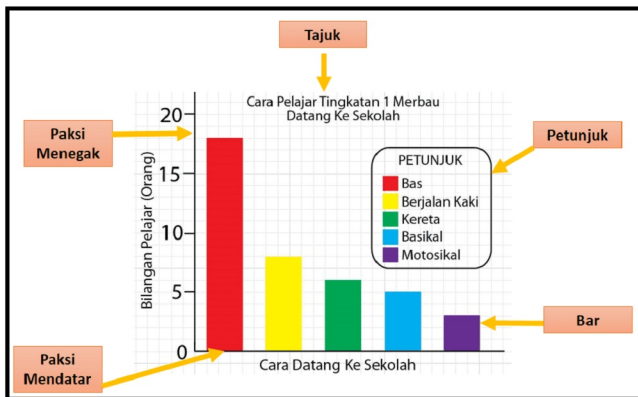 Tajuk
Cara Pelajar Tingkatan 1 Merbau
Datang Ke Sekolah
Paksi
Menegak
Petunjuk
20
15
10
5
0
Bilangan Pelajar (Orang)
PETUNJUK
Bas
Berjalan Kaki
Kereta
Basikal
Motosikal
Bar
Paksi
Mendatar
Cara Datang Ke Sekolah